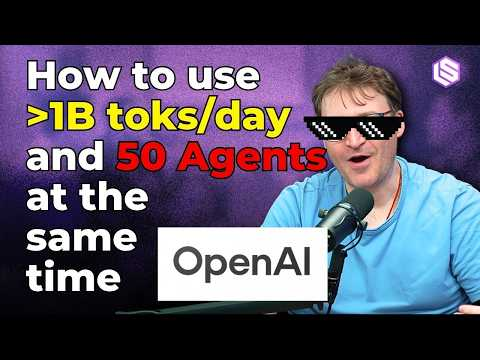 How to use
>1B toks/day
and 50 Agents
at the
same
time
OpenAI